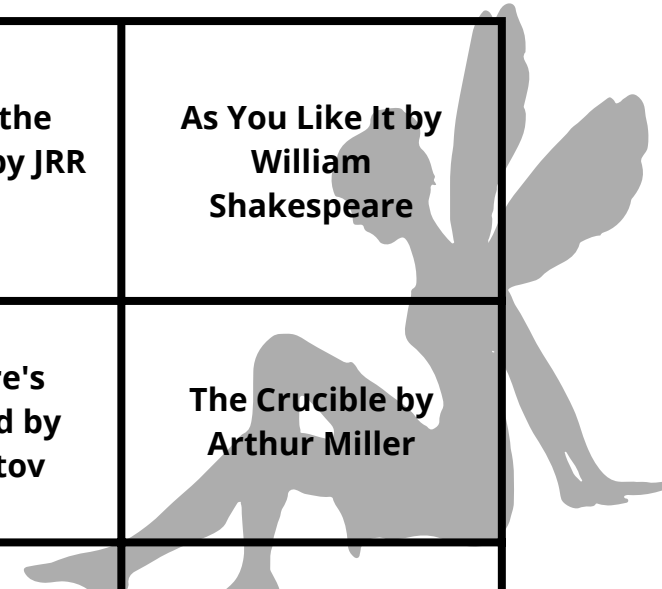 the
by JRR
As You Like It by
William
Shakespeare
re's
d by
tov
The Crucible by
Arthur Miller